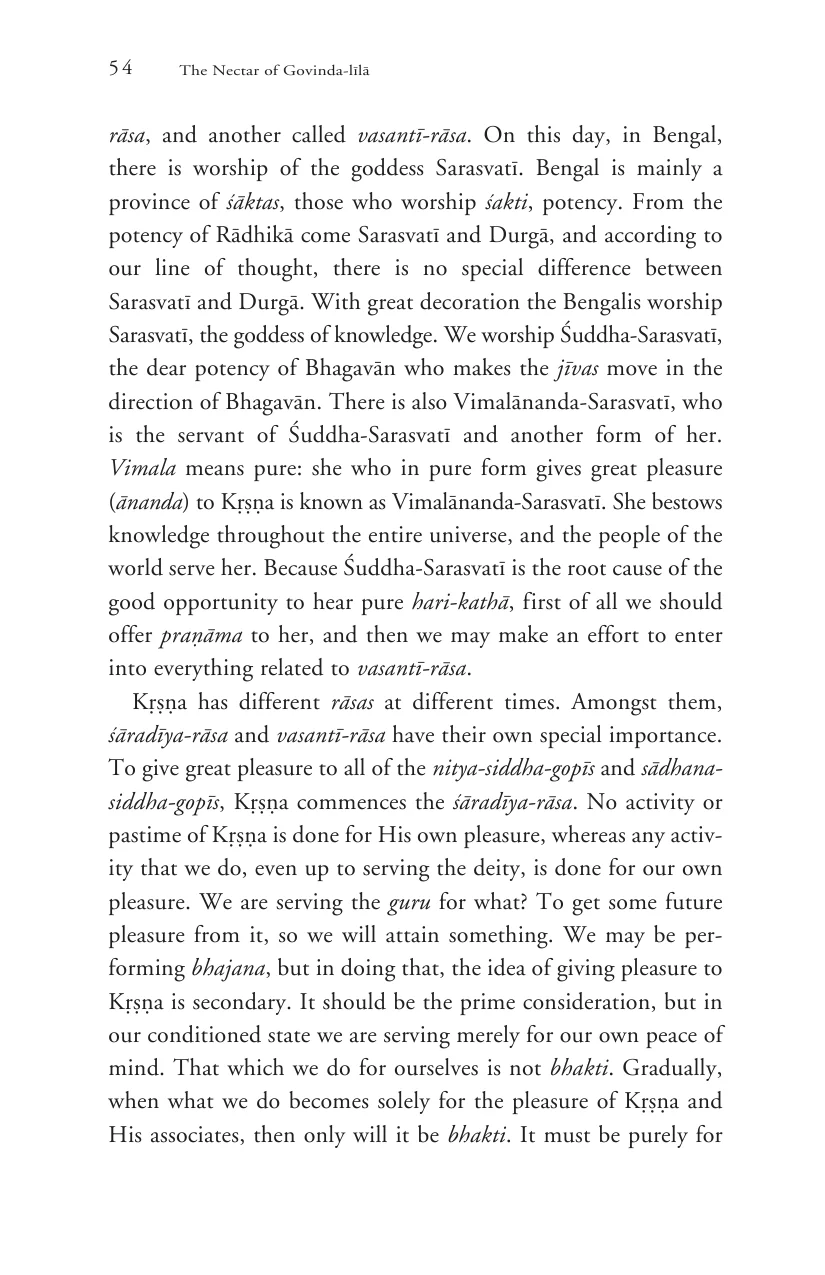 54 The Nectar of Govinda-līlā
rāsa, and another called vasantī-rāsa. On this day, in Bengal,
there is worship of the goddess Sarasvatī. Bengal is mainly a
province of śāktas, those who worship śakti, potency. From the
potency of Rādhikā come Sarasvatī and Durgā, and according to
our line of thought, there is no special difference between
Sarasvatī and Durgā. With great decoration the Bengalis worship
Sarasvatī, the goddess of knowledge. We worship Śuddha-Sarasvatī,
the dear potency of Bhagavān who makes the jīvas move in the
direction of Bhagavān. There is also Vimalānanda-Sarasvatī, who
is the servant of Śuddha-Sarasvatī and another form of her.
Vimala means pure: she who in pure form gives great pleasure
(ānanda) to Kṛṣṇa is known as Vimalānanda-Sarasvatī. She bestows
knowledge throughout the entire universe, and the people of the
world serve her. Because Śuddha-Sarasvatī is the root cause of the
good opportunity to hear pure hari-kathā, first of all we should
offer praṇāma to her, and then we may make an effort to enter
into everything related to vasantī-rāsa.
Kṛṣṇa has different rāsas at different times. Amongst them,
śāradīya-rāsa and vasantī-rāsa have their own special importance.
To give great pleasure to all of the nitya-siddha-gopīs and sādhana-
siddha-gopīs, Kṛṣṇa commences the śāradīya-rāsa. No activity or
pastime of Kṛṣṇa is done for His own pleasure, whereas any activ-
ity that we do, even up to serving the deity, is done for our own
pleasure. We are serving the guru for what? To get some future
pleasure from it, so we will attain something. We may be per-
forming bhajana, but in doing that, the idea of giving pleasure to
Kṛṣṇa is secondary. It should be the prime consideration, but in
our conditioned state we are serving merely for our own peace of
mind. That which we do for ourselves is not bhakti. Gradually,
when what we do becomes solely for the pleasure of Kṛṣṇa and
His associates, then only will it be bhakti. It must be purely for